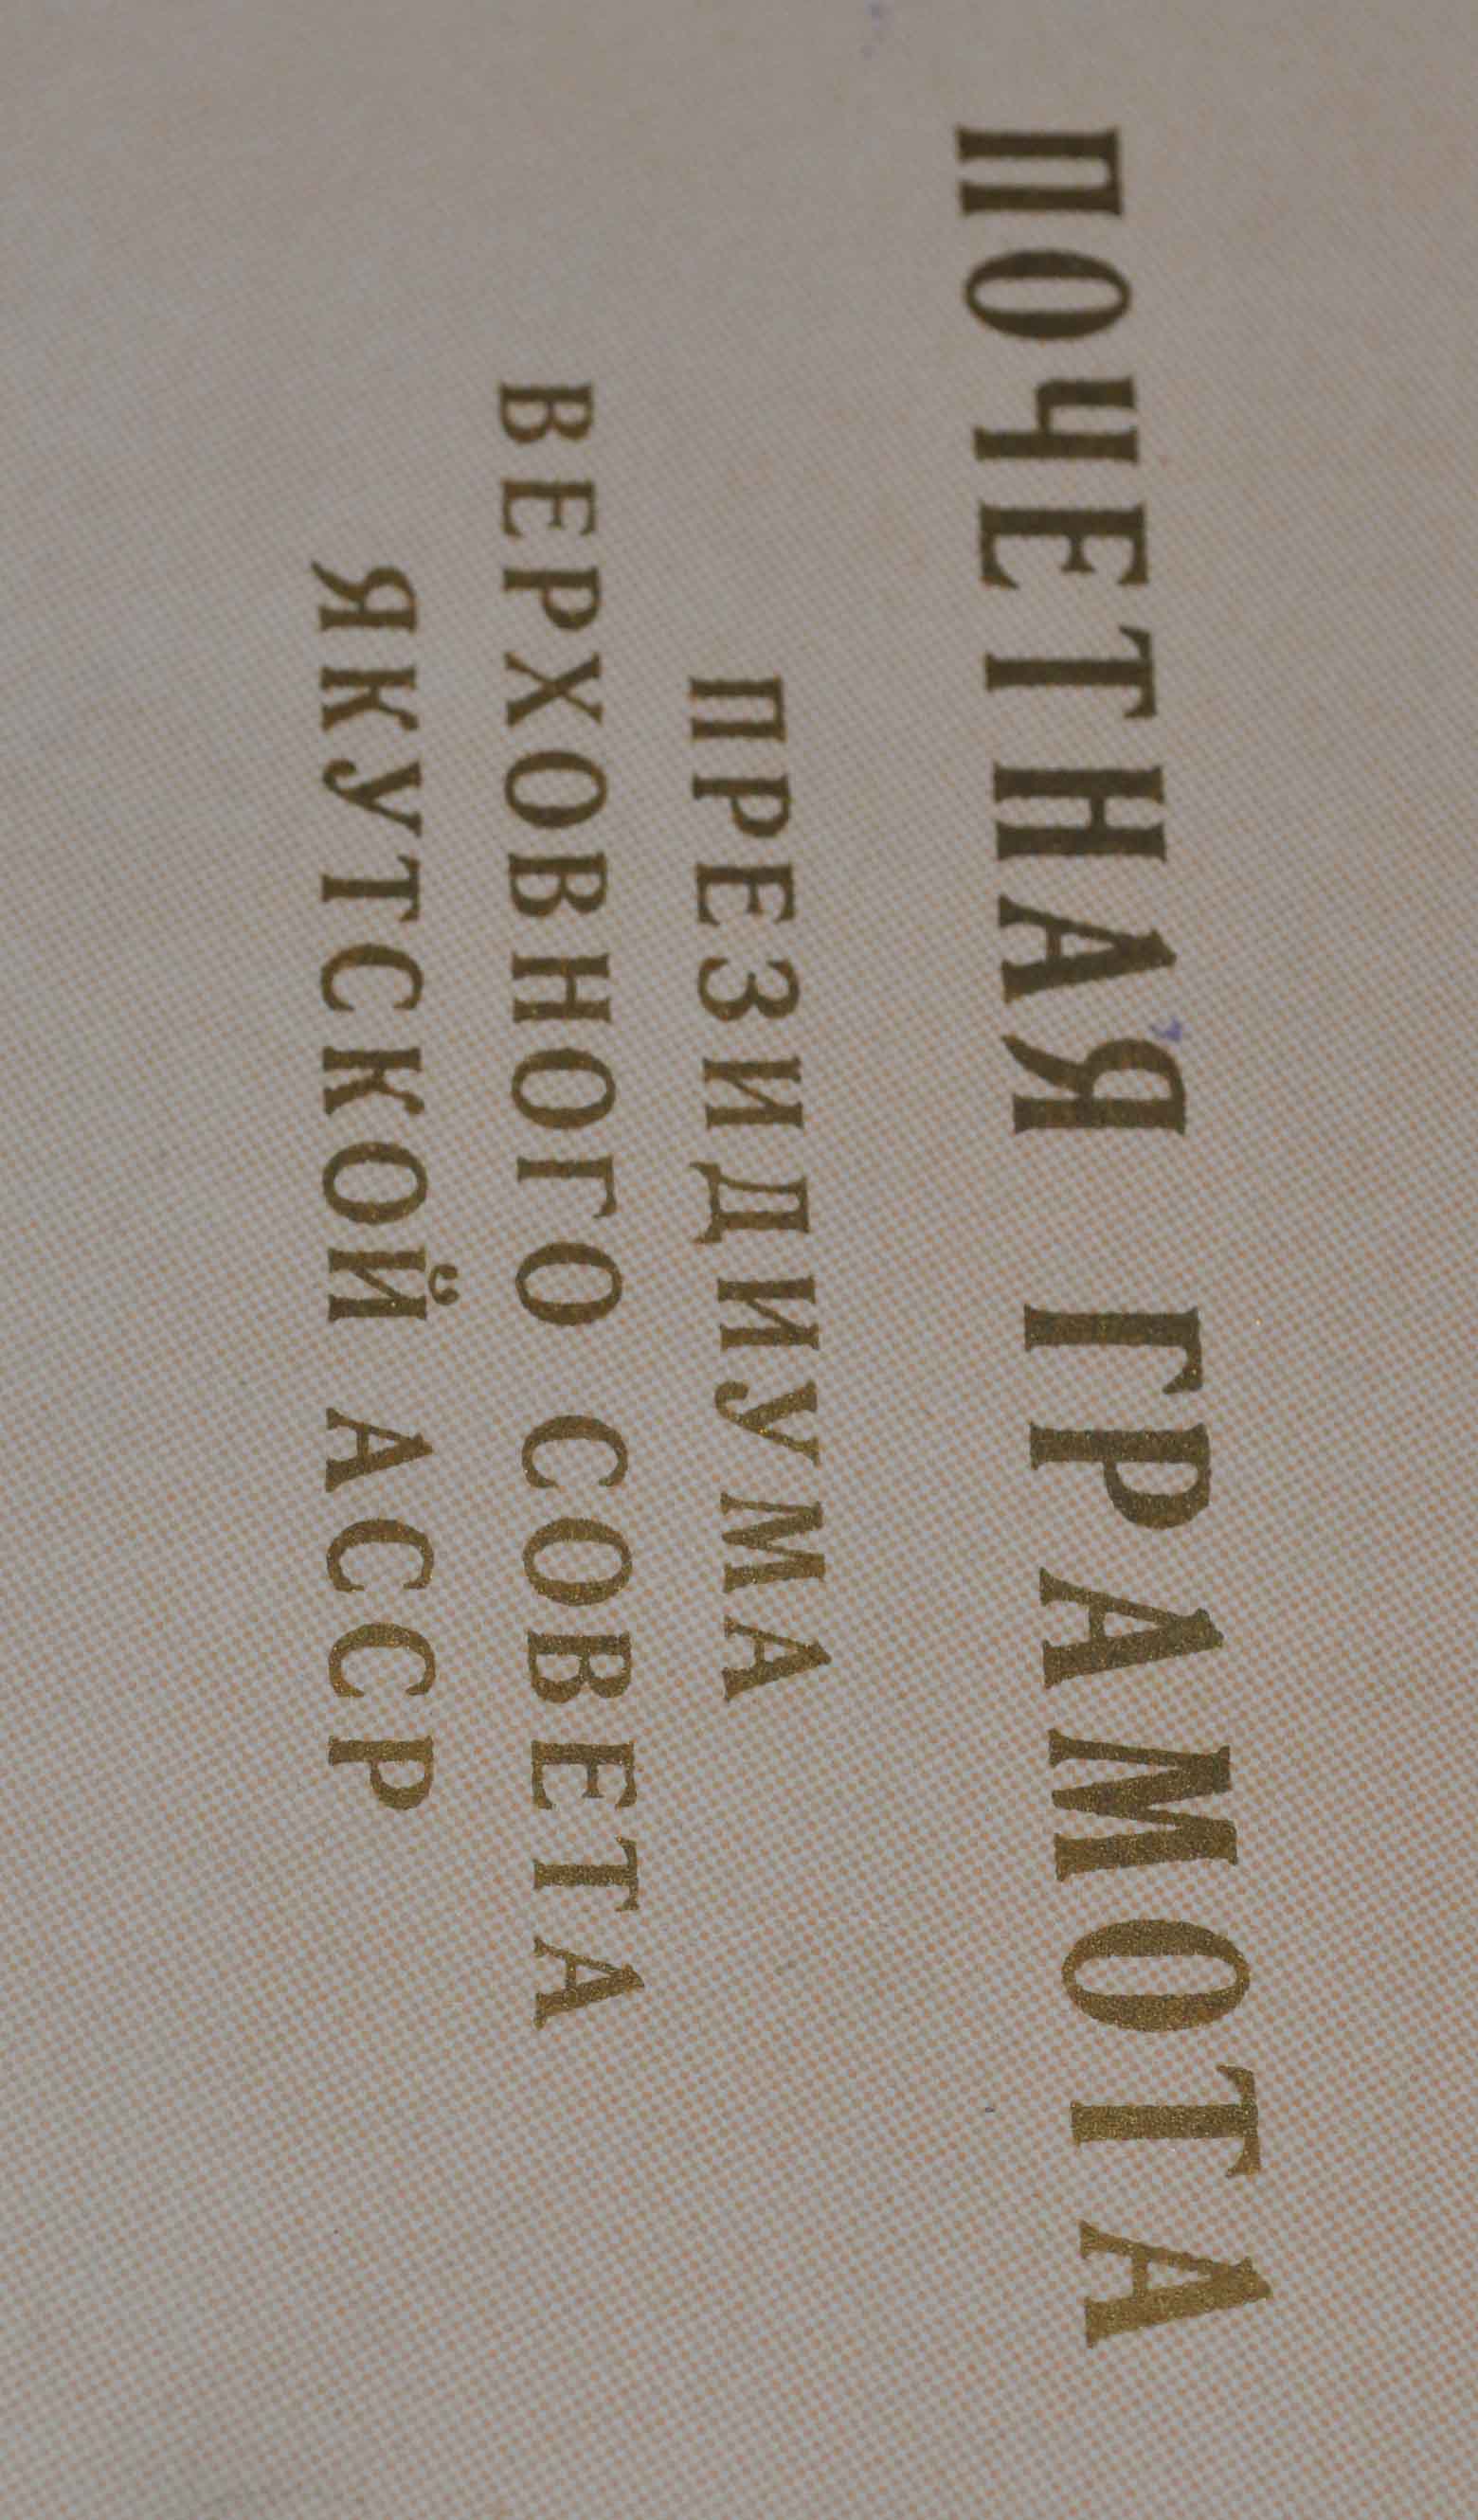 ПОЧЕТНАЯ ГРАМОТА
ПРЕЗИДИУМА
ВЕРХОВНОГО СОВЕТА
ЯКУТСКОЙ АССР